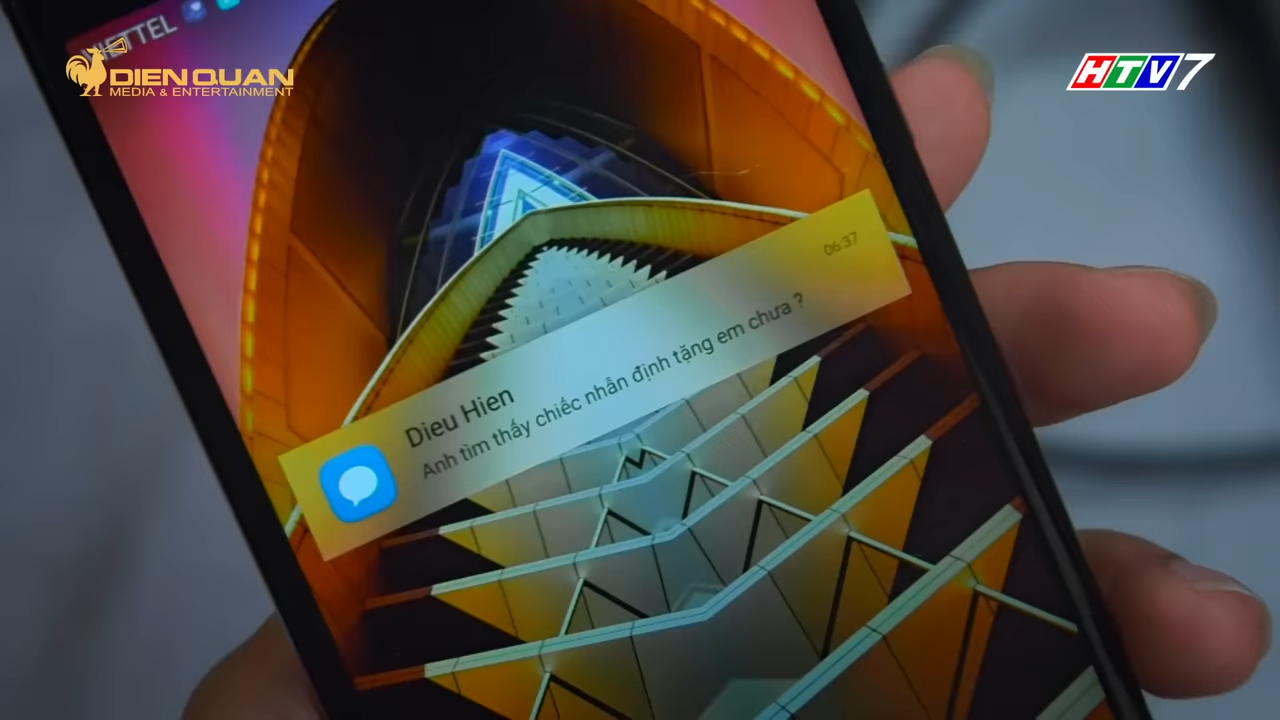 VIETTEL
DIEN QUAN
MEDIA & ENTERTAINMENT
HTV7
06:37
Dieu Hien
Anh tìm thấy chiếc nhẫn định tặng em chưa ?